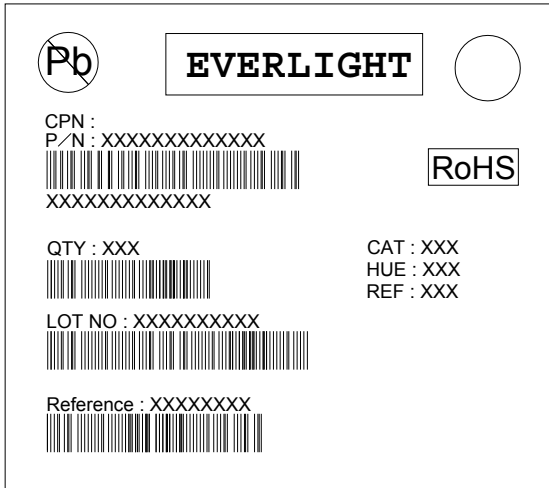 Pb
EVERLIGHT
CPN :
P/N : XXXXXXXXXXXXX
XXXXXXXXXXXXX
RoHS
QTY : XXX
CAT : XXX
HUE : XXX
REF : XXX
LOT NO : XXXXXXXXXX
Reference : XXXXXXXX